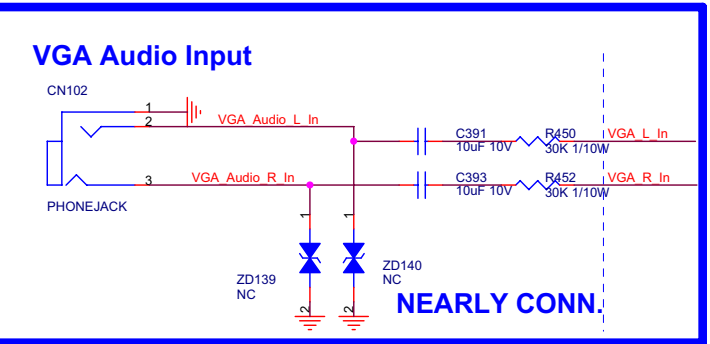 VGA Audio Input
CN102
1
2
VGA_Audio_L_In
C391
10uF 10V
R450
30K 1/10W
VGA_L_In
3
VGA_Audio_R_In
C393
10uF 10V
R452
30K 1/10W
VGA_R_In
PHONEJACK
1
1
ZD139
NC
ZD140
NC
2
2
NEARLY CONN.